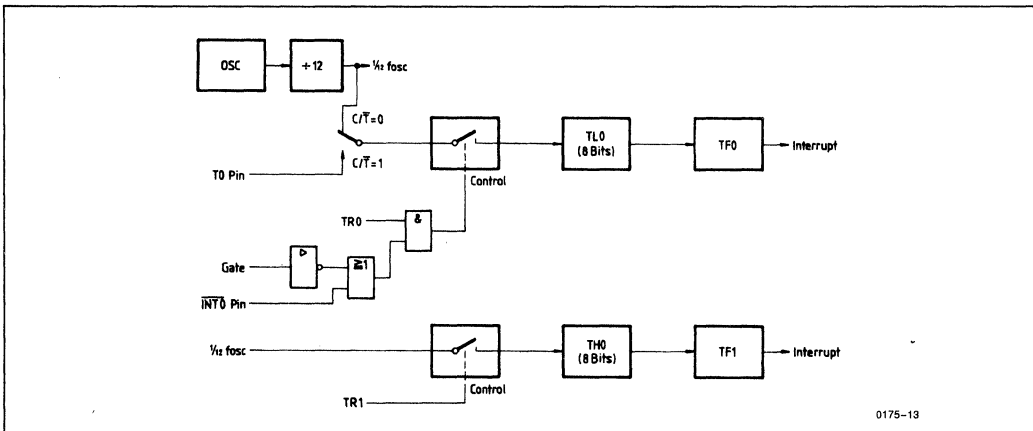 OSC
÷12
1/12 fosc
C/T̅=0
C/T̅=1
T0 Pin
Control
TL0
(8 Bits)
TF0
Interrupt
TR0
&
Gate
≧1
I̅N̅T̅0̅ Pin
1/12 fosc
Control
TH0
(8 Bits)
TF1
Interrupt
TR1
0175-13